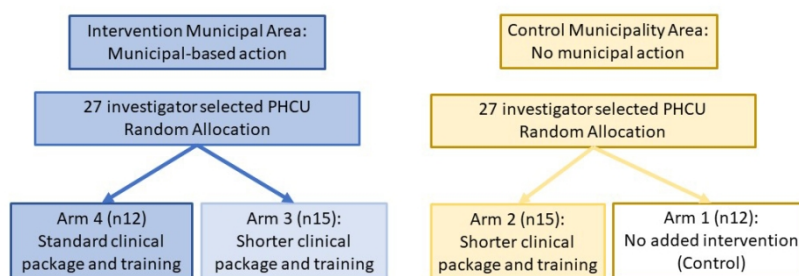 Intervention Municipal Area:
Municipal-based action
Control Municipality Area:
No municipal action
27 investigator selected PHCU
Random Allocation
27 investigator selected PHCU
Random Allocation
Arm 4 (n12)
Standard clinical
package and training
Arm 3 (n15):
Shorter clinical
package and training
Arm 2 (n15):
Shorter clinical
package and training
Arm 1 (n12):
No added intervention
(Control)